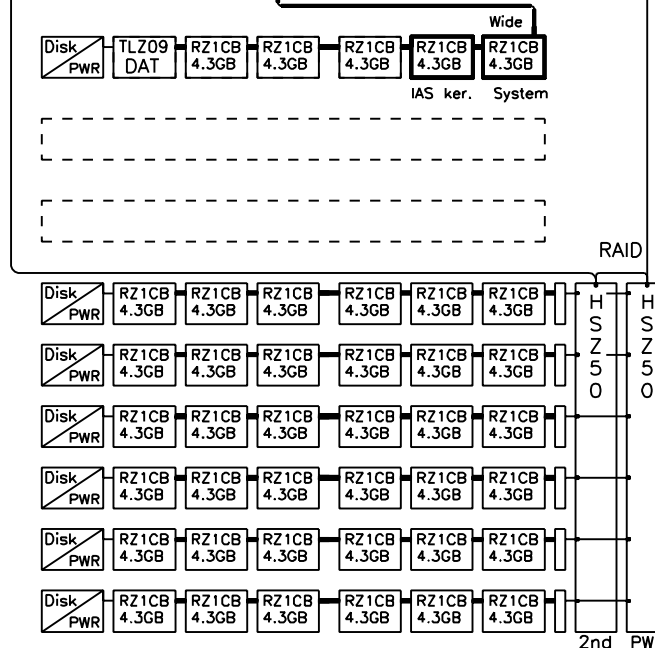 Wide
Disk PWR TLZ09 DAT RZ1CB 4.3GB RZ1CB 4.3GB RZ1CB 4.3GB RZ1CB 4.3GB RZ1CB 4.3GB
IAS ker. System
RAID
Disk PWR RZ1CB 4.3GB RZ1CB 4.3GB RZ1CB 4.3GB RZ1CB 4.3GB RZ1CB 4.3GB RZ1CB 4.3GB
HSZ50 HSZ50
Disk PWR RZ1CB 4.3GB RZ1CB 4.3GB RZ1CB 4.3GB RZ1CB 4.3GB RZ1CB 4.3GB RZ1CB 4.3GB
Disk PWR RZ1CB 4.3GB RZ1CB 4.3GB RZ1CB 4.3GB RZ1CB 4.3GB RZ1CB 4.3GB RZ1CB 4.3GB
Disk PWR RZ1CB 4.3GB RZ1CB 4.3GB RZ1CB 4.3GB RZ1CB 4.3GB RZ1CB 4.3GB RZ1CB 4.3GB
Disk PWR RZ1CB 4.3GB RZ1CB 4.3GB RZ1CB 4.3GB RZ1CB 4.3GB RZ1CB 4.3GB RZ1CB 4.3GB
Disk PWR RZ1CB 4.3GB RZ1CB 4.3GB RZ1CB 4.3GB RZ1CB 4.3GB RZ1CB 4.3GB RZ1CB 4.3GB
2nd PW